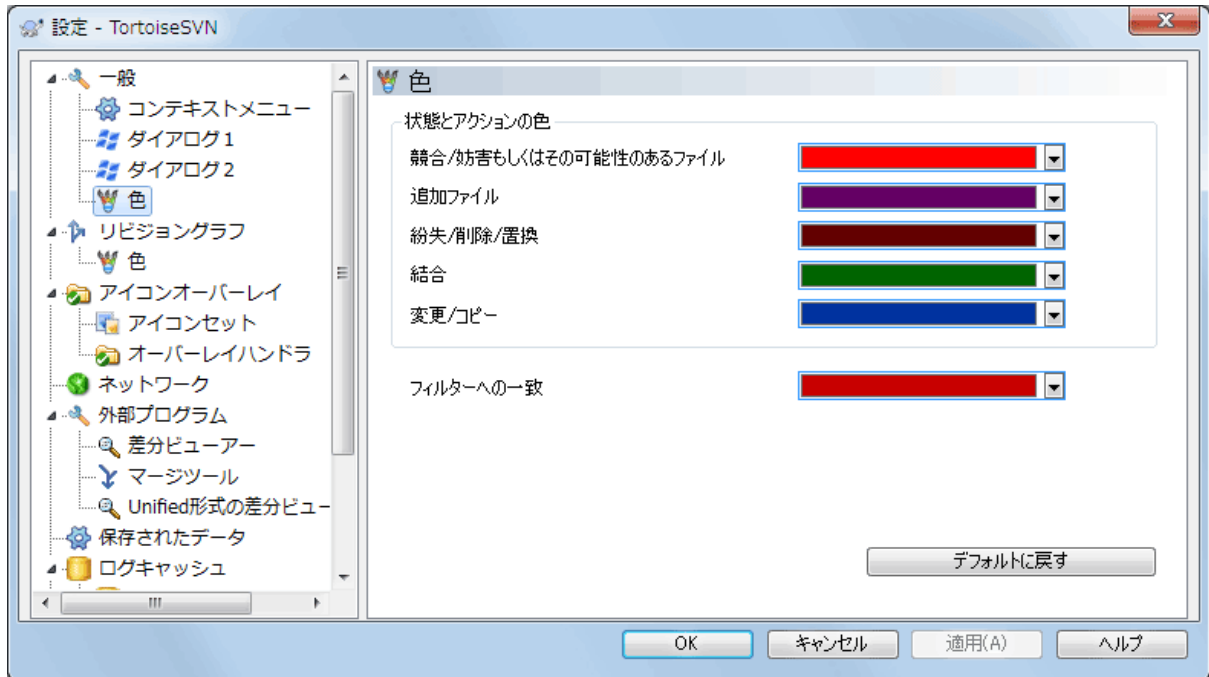 設定 - TortoiseSVN
一般
コンテキストメニュー
ダイアログ1
ダイアログ2
色
リビジョングラフ
色
アイコンオーバーレイ
アイコンセット
オーバーレイハンドラ
ネットワーク
外部プログラム
差分ビューアー
マージツール
Unified形式の差分ビュー
保存されたデータ
ログキャッシュ
色
状態とアクションの色
競合/妨害もしくはその可能性のあるファイル
追加ファイル
紛失/削除/置換
結合
変更/コピー
フィルターへの一致
デフォルトに戻す
OK
キャンセル
適用(A)
ヘルプ